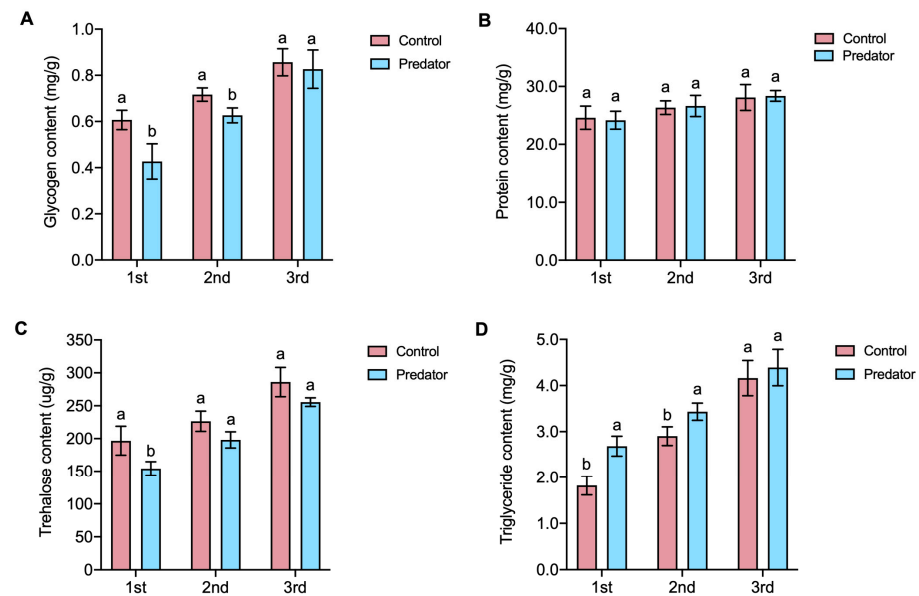 A
Glycogen content (mg/g)
1.0
0.8
0.6
0.4
0.2
0.0
a
b
a
b
a
a
1st
2nd
3rd
Control
Predator
B
Protein content (mg/g)
40.0
30.0
20.0
10.0
0.0
a
a
a
a
a
a
1st
2nd
3rd
Control
Predator
C
Trehalose content (ug/g)
350
300
250
200
150
100
50
0
a
b
a
a
a
a
1st
2nd
3rd
Control
Predator
D
Triglyceride content (mg/g)
5.0
4.0
3.0
2.0
1.0
0.0
b
a
b
a
a
a
1st
2nd
3rd
Control
Predator